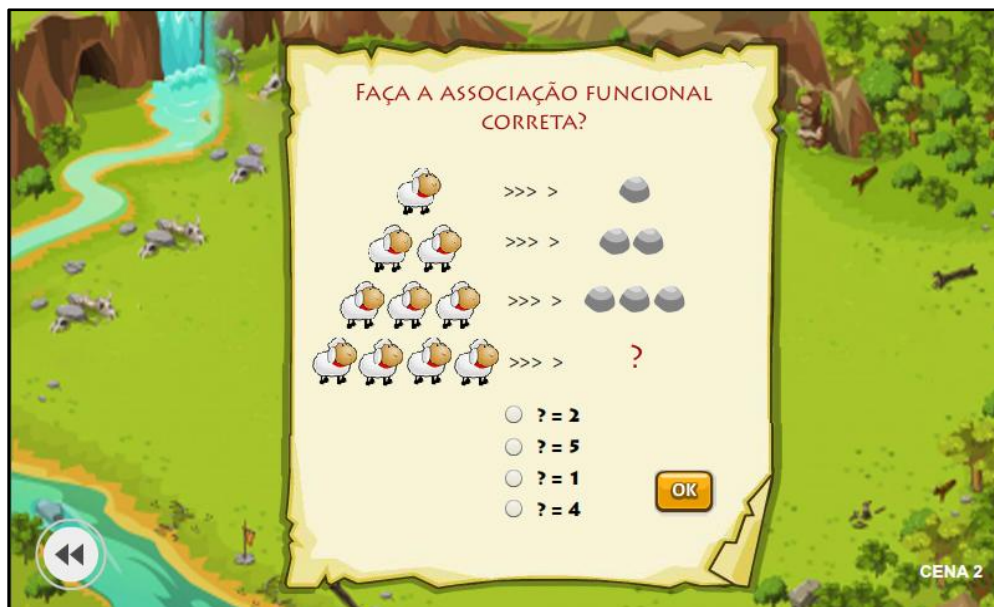 FAÇA A ASSOCIAÇÃO FUNCIONAL
CORRETA?
>>> >
>>> >
>>> >
>>> > ?
? = 2
? = 5
? = 1
? = 4
OK
CENA 2